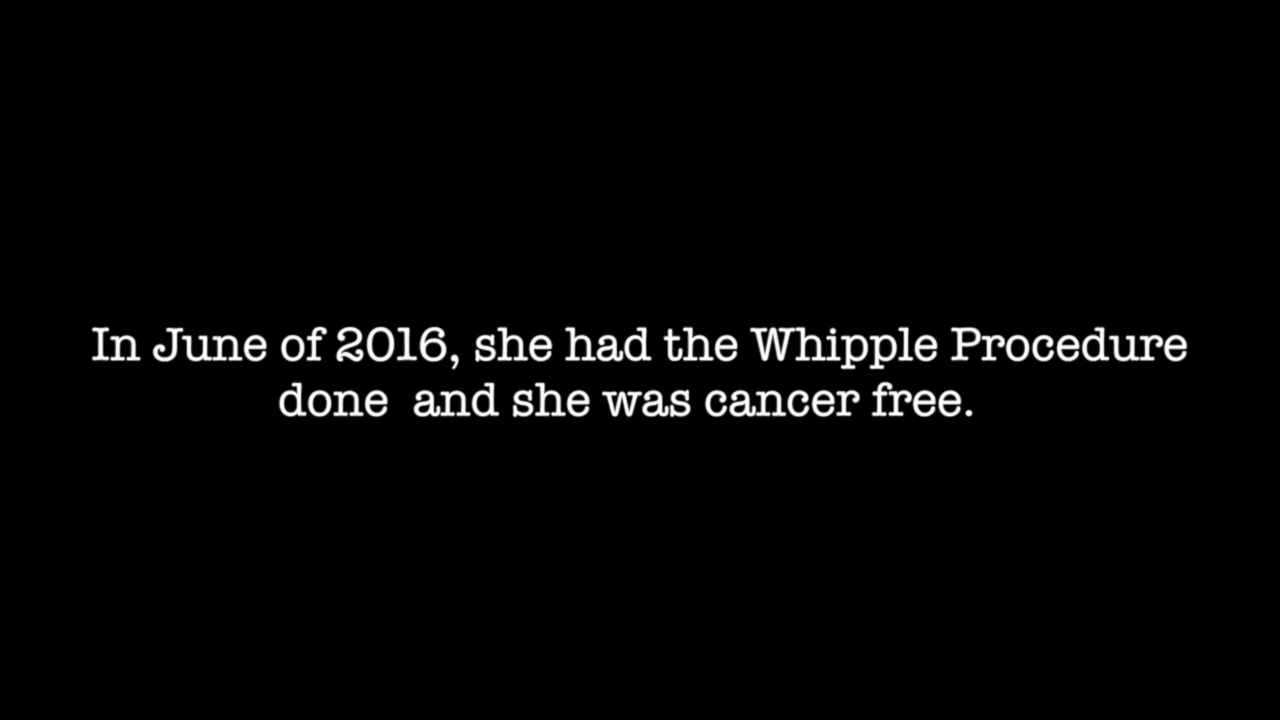 In June of 2016, she had the Whipple Procedure
done  and she was cancer free.